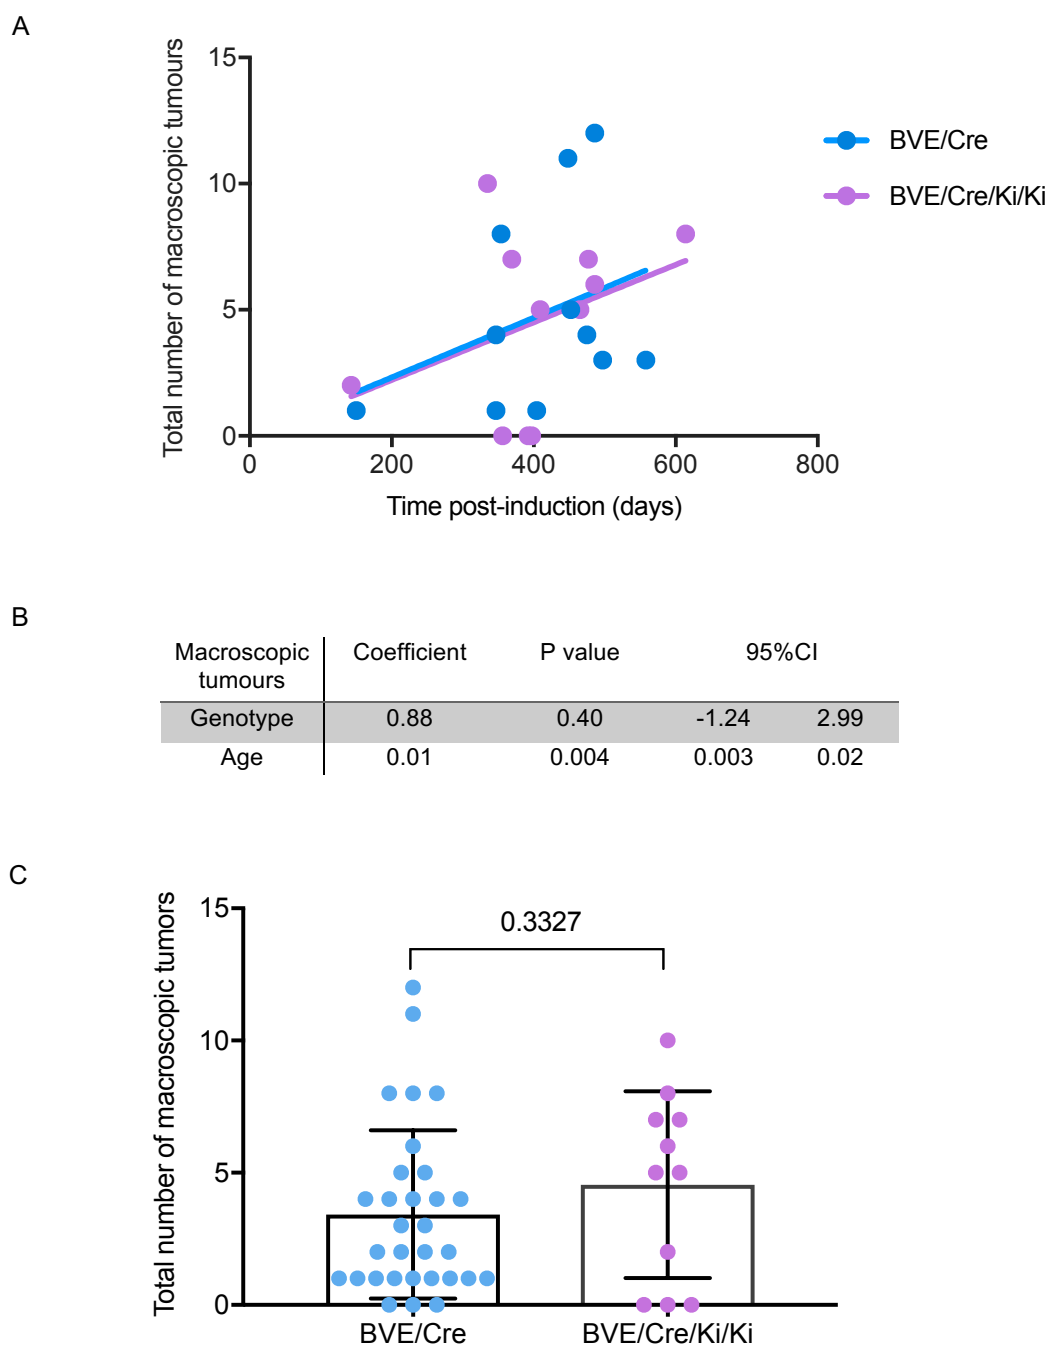 A
Total number of macroscopic tumours
15
10
5
0
0 200 400 600 800
Time post-induction (days)
BVE/Cre
BVE/Cre/Ki/Ki
B
Macroscopic tumours Coefficient P value 95%CI
Genotype 0.88 0.40 -1.24 2.99
Age 0.01 0.004 0.003 0.02
C
Total number of macroscopic tumors
15
10
5
0
0.3327
BVE/Cre BVE/Cre/Ki/Ki